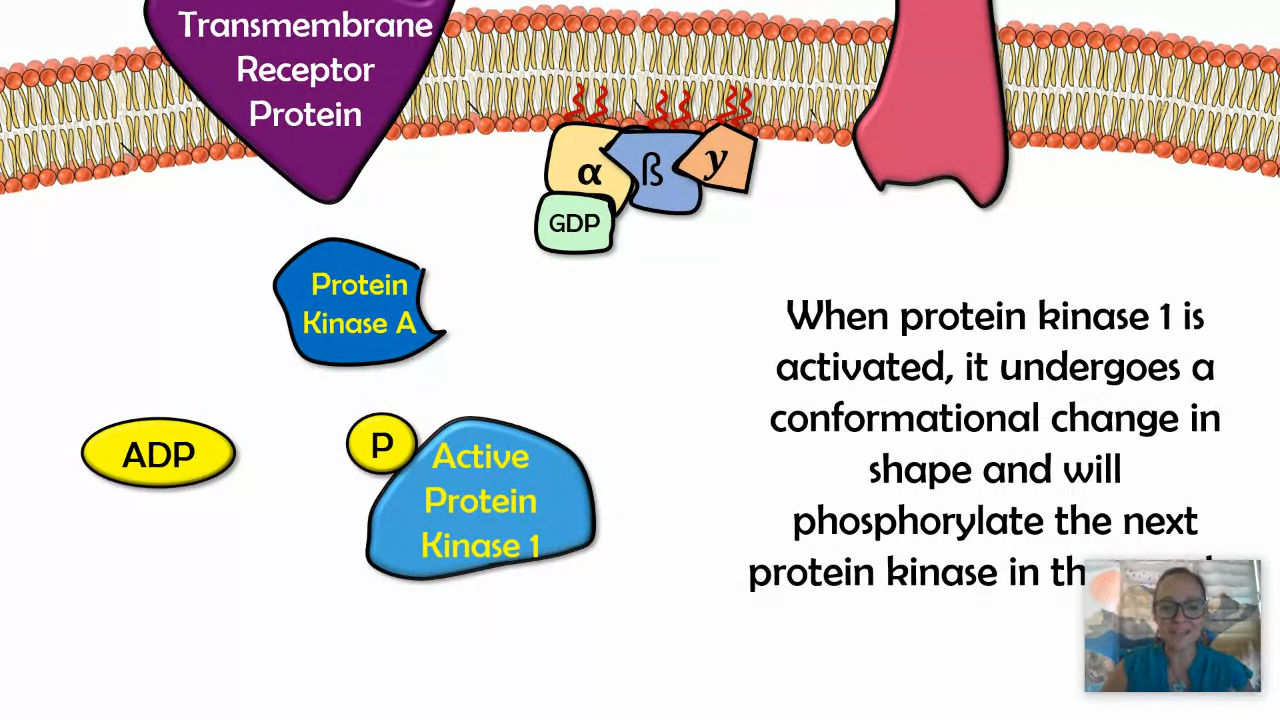 Transmembrane
Receptor
Protein
α
ß
y
GDP
Protein
Kinase A
ADP
P
Active
Protein
Kinase 1
When protein kinase 1 is
activated, it undergoes a
conformational change in
shape and will
phosphorylate the next
protein kinase in